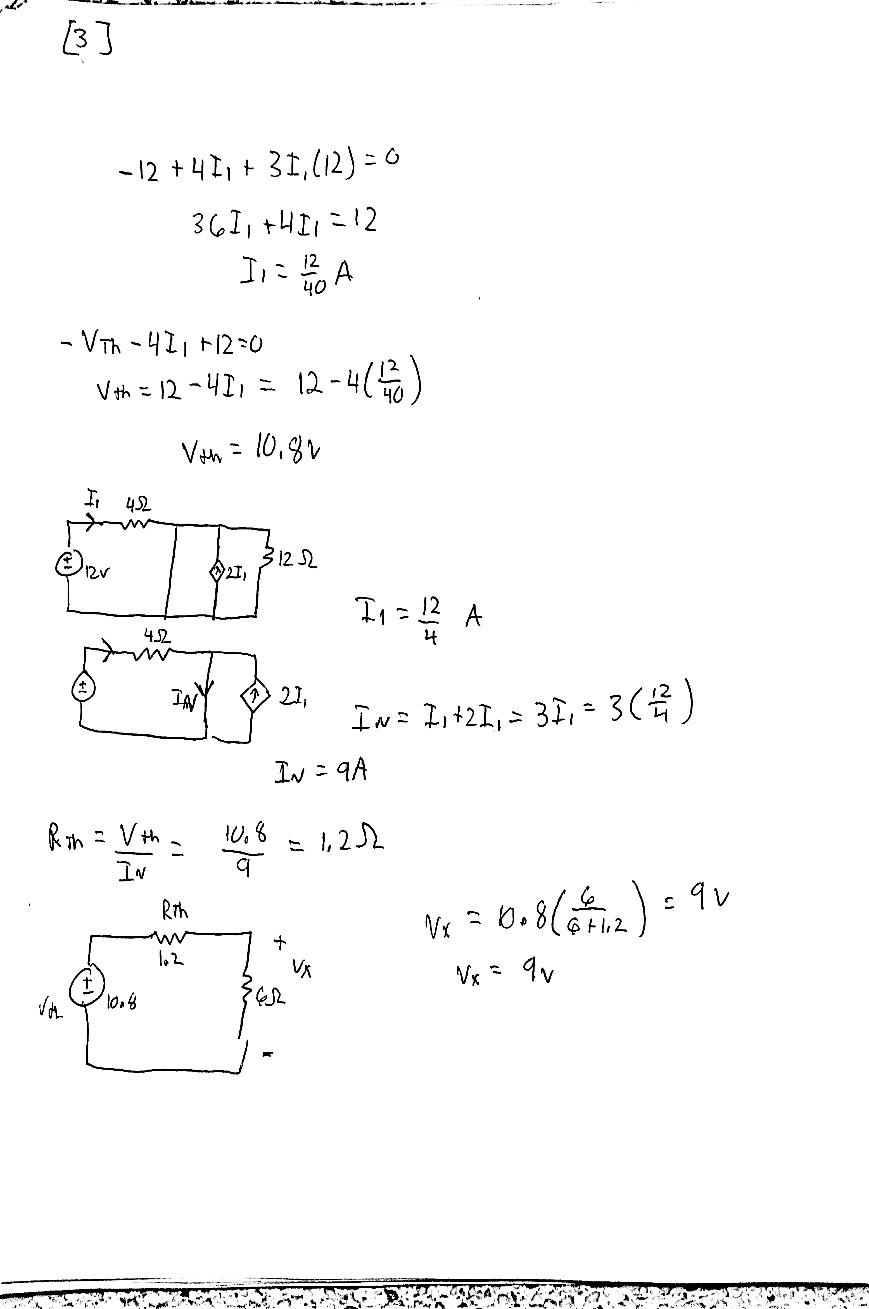 [3]
-12 + 4I₁ + 3I₁(12) = 0
36I₁ + 4I₁ = 12
I₁ = 12/40 A
- VTh - 4I₁ + 12 = 0
Vth = 12 - 4I₁ = 12 - 4(12/40)
Vth = 10.8v
I₁ 4Ω
± 12v 2I₁ 12Ω
I₁ = 12/4 A
4Ω
± IN 2I₁
IN = I₁ + 2I₁ = 3I₁ = 3(12/4)
IN = 9A
RTh = Vth/IN = 10.8/9 = 1.2Ω
Vx = 10.8(6/(6+1.2)) = 9v
Vx = 9v
Rth
1.2
+
Vx
Vth ± 10.8 6Ω
-